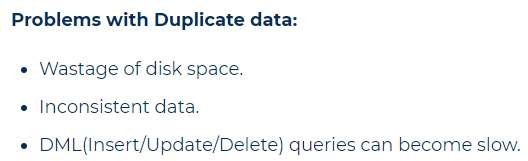 Problems with Duplicate data:
• Wastage of disk space.
• Inconsistent data.
• DML(Insert/Update/Delete) queries can become slow.